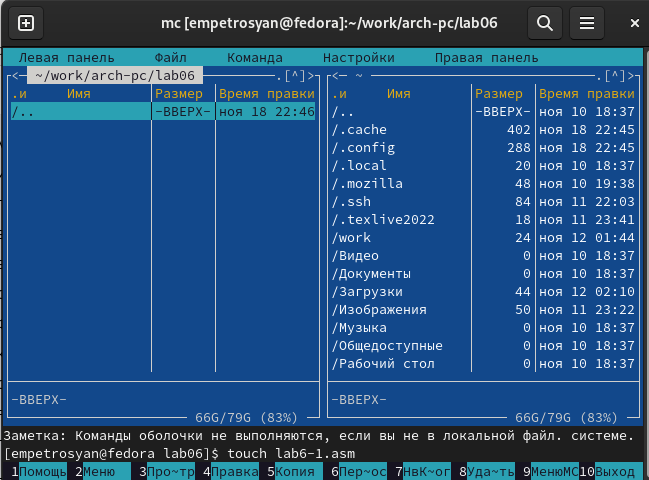 mc [empetrosyan@fedora]:~/work/arch-pc/lab06
Левая панель Файл Команда Настройки Правая панель
<─ ~/work/arch-pc/lab06 .[^]> <─ ~ .[^]>
.и Имя Размер Время правки .и Имя Размер Время правки
/.. -ВВЕРХ- ноя 18 22:46 /.. -ВВЕРХ- ноя 10 18:37
/.cache 402 ноя 18 22:45
/.config 288 ноя 18 22:45
/.local 20 ноя 10 18:37
/.mozilla 48 ноя 10 19:38
/.ssh 84 ноя 11 22:03
/.texlive2022 18 ноя 11 23:41
/work 24 ноя 12 01:44
/Видео 0 ноя 10 18:37
/Документы 0 ноя 10 18:37
/Загрузки 44 ноя 12 02:10
/Изображения 50 ноя 11 23:22
/Музыка 0 ноя 10 18:37
/Общедоступные 0 ноя 10 18:37
/Рабочий стол 0 ноя 10 18:37
-ВВЕРХ- -ВВЕРХ-
66G/79G (83%) 66G/79G (83%)
Заметка: Команды оболочки не выполняются, если вы не в локальной файл. системе.
[empetrosyan@fedora lab06]$ touch lab6-1.asm
1Помощь 2Меню 3Про~тр 4Правка 5Копия 6Пер~ос 7НвК~ог 8Уда~ть 9МенюMC 10Выход